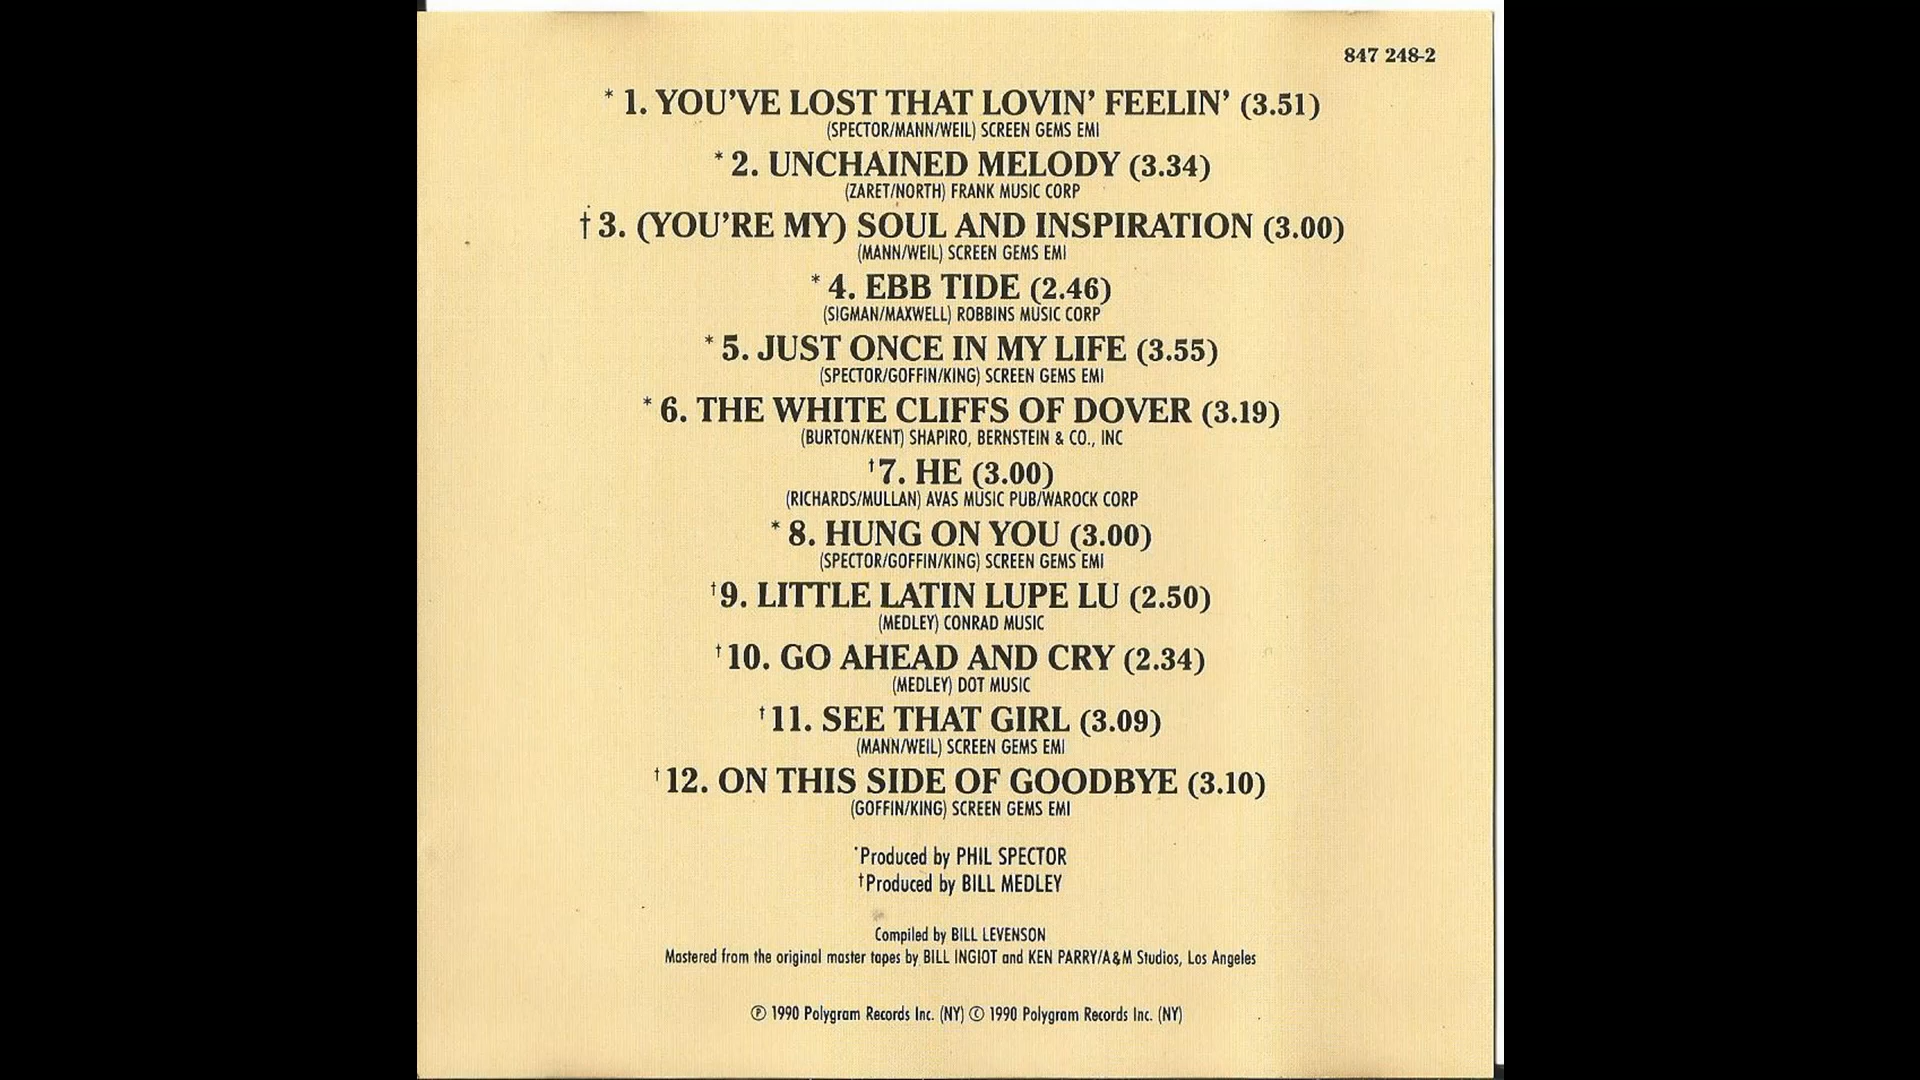 847 248-2
* 1. YOU'VE LOST THAT LOVIN' FEELIN' (3.51)
(SPECTOR/MANN/WEIL) SCREEN GEMS EMI
* 2. UNCHAINED MELODY (3.34)
(ZARET/NORTH) FRANK MUSIC CORP
† 3. (YOU'RE MY) SOUL AND INSPIRATION (3.00)
(MANN/WEIL) SCREEN GEMS EMI
* 4. EBB TIDE (2.46)
(SIGMAN/MAXWELL) ROBBINS MUSIC CORP
* 5. JUST ONCE IN MY LIFE (3.55)
(SPECTOR/GOFFIN/KING) SCREEN GEMS EMI
* 6. THE WHITE CLIFFS OF DOVER (3.19)
(BURTON/KENT) SHAPIRO, BERNSTEIN & CO., INC
† 7. HE (3.00)
(RICHARDS/MULLAN) AVAS MUSIC PUB/WAROCK CORP
* 8. HUNG ON YOU (3.00)
(SPECTOR/GOFFIN/KING) SCREEN GEMS EMI
† 9. LITTLE LATIN LUPE LU (2.50)
(MEDLEY) CONRAD MUSIC
† 10. GO AHEAD AND CRY (2.34)
(MEDLEY) DOT MUSIC
† 11. SEE THAT GIRL (3.09)
(MANN/WEIL) SCREEN GEMS EMI
† 12. ON THIS SIDE OF GOODBYE (3.10)
(GOFFIN/KING) SCREEN GEMS EMI
*Produced by PHIL SPECTOR
†Produced by BILL MEDLEY
Compiled by BILL LEVENSON
Mastered from the original master tapes by BILL INGIOT and KEN PARRY/A&M Studios, Los Angeles
℗ 1990 Polygram Records Inc. (NY) © 1990 Polygram Records Inc. (NY)